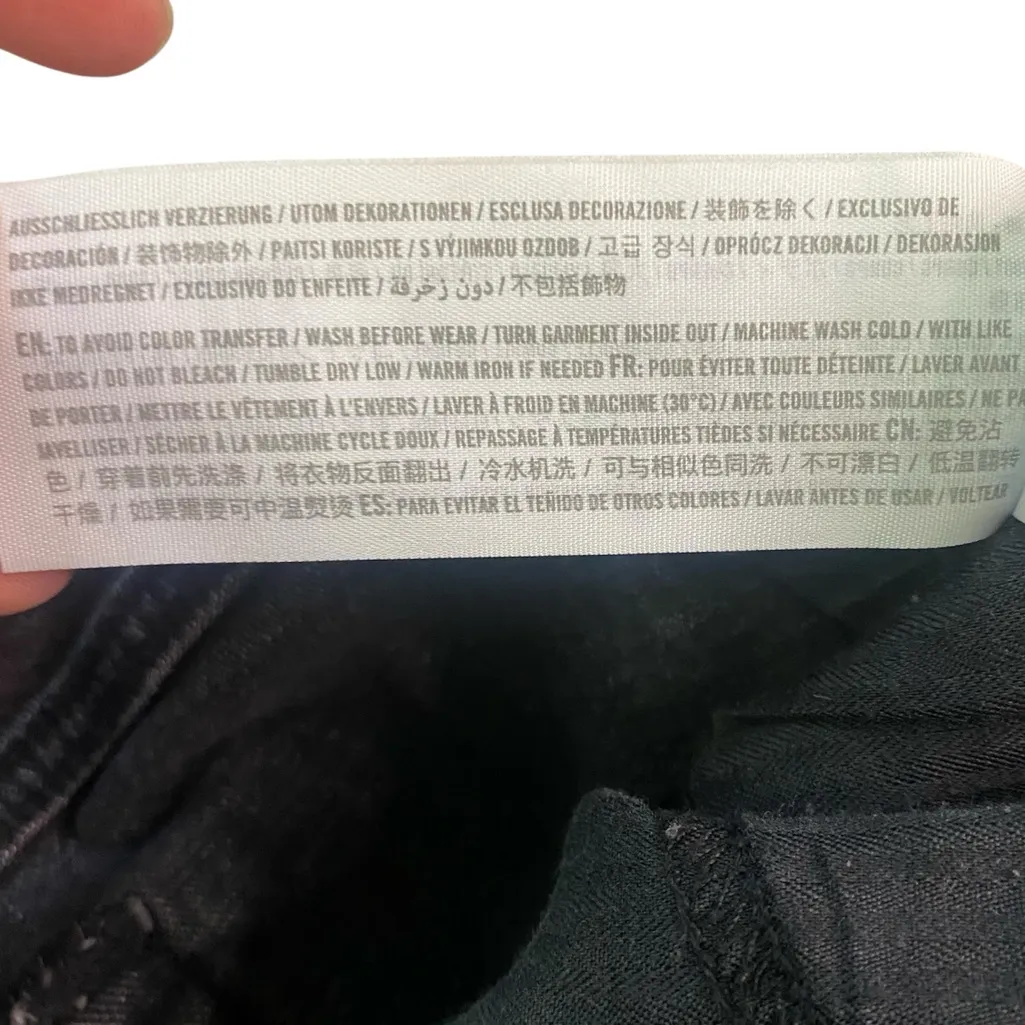 AUSSCHLIESSLICH VERZIERUNG / UTOM DEKORATIONEN / ESCLUSA DECORAZIONE / 装飾を除く / EXCLUSIVO DE
DECORACIÓN / 装饰物除外 / PAITSI KORISTE / S VÝJIMKOU OZDOB / 고급 장식 / OPRÓCZ DEKORACJI / DEKORASJON
IKKE MEDREGNET / EXCLUSIVO DO ENFEITE / دون زخرفة / 不包括飾物
EN: TO AVOID COLOR TRANSFER / WASH BEFORE WEAR / TURN GARMENT INSIDE OUT / MACHINE WASH COLD / WITH LIKE
COLORS / DO NOT BLEACH / TUMBLE DRY LOW / WARM IRON IF NEEDED FR: POUR ÉVITER TOUTE DÉTEINTE / LAVER AVANT
DE PORTER / METTRE LE VÊTEMENT À L'ENVERS / LAVER À FROID EN MACHINE (30°C) / AVEC COULEURS SIMILAIRES / NE PA
JAVELLISER / SÉCHER À LA MACHINE CYCLE DOUX / REPASSAGE À TEMPÉRATURES TIÈDES SI NÉCESSAIRE CN: 避免沾
色 / 穿着前先洗涤 / 将衣物反面翻出 / 冷水机洗 / 可与相似色同洗 / 不可漂白 / 低温翻转
干燥 / 如果需要可中温熨烫 ES: PARA EVITAR EL TEÑIDO DE OTROS COLORES / LAVAR ANTES DE USAR / VOLTEAR